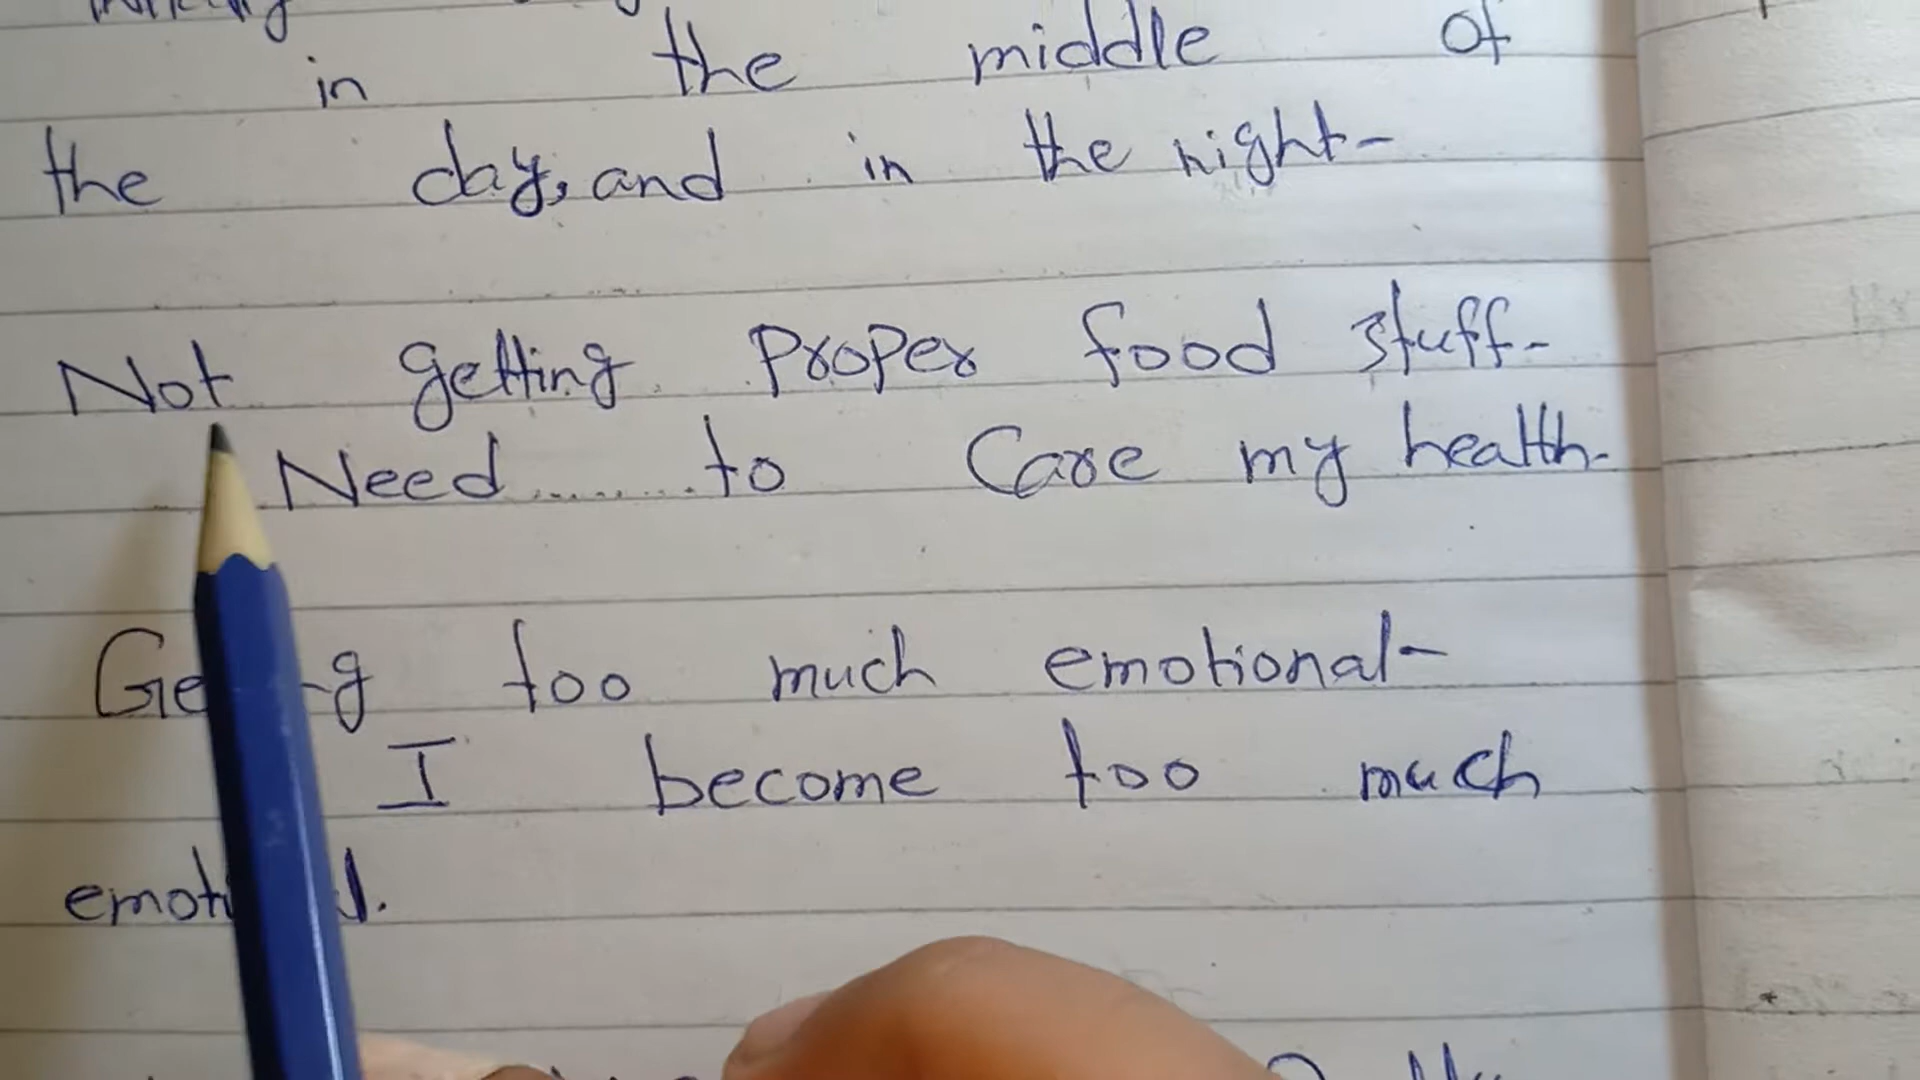 in the middle of
the day, and in the night-
Not getting Proper food stuff-
Need ........ to Care my health-
too much emotional-
I become too much